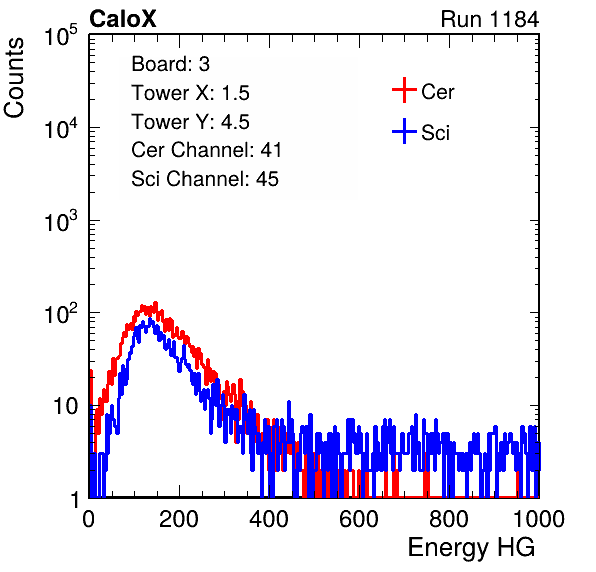 CaloX Run 1184
Counts
Board: 3
Tower X: 1.5
Tower Y: 4.5
Cer Channel: 41
Sci Channel: 45
Cer
Sci
10^5
10^4
10^3
10^2
10
1
0 200 400 600 800 1000
Energy HG